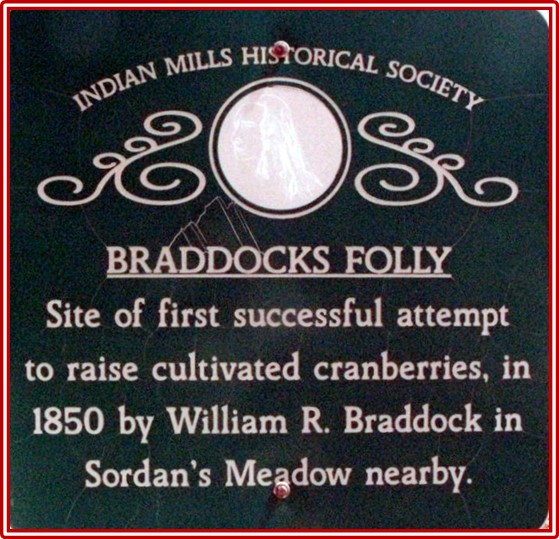 INDIAN MILLS HISTORICAL SOCIETY
BRADDOCKS FOLLY
Site of first successful attempt
to raise cultivated cranberries, in
1850 by William R. Braddock in
Sordan's Meadow nearby.